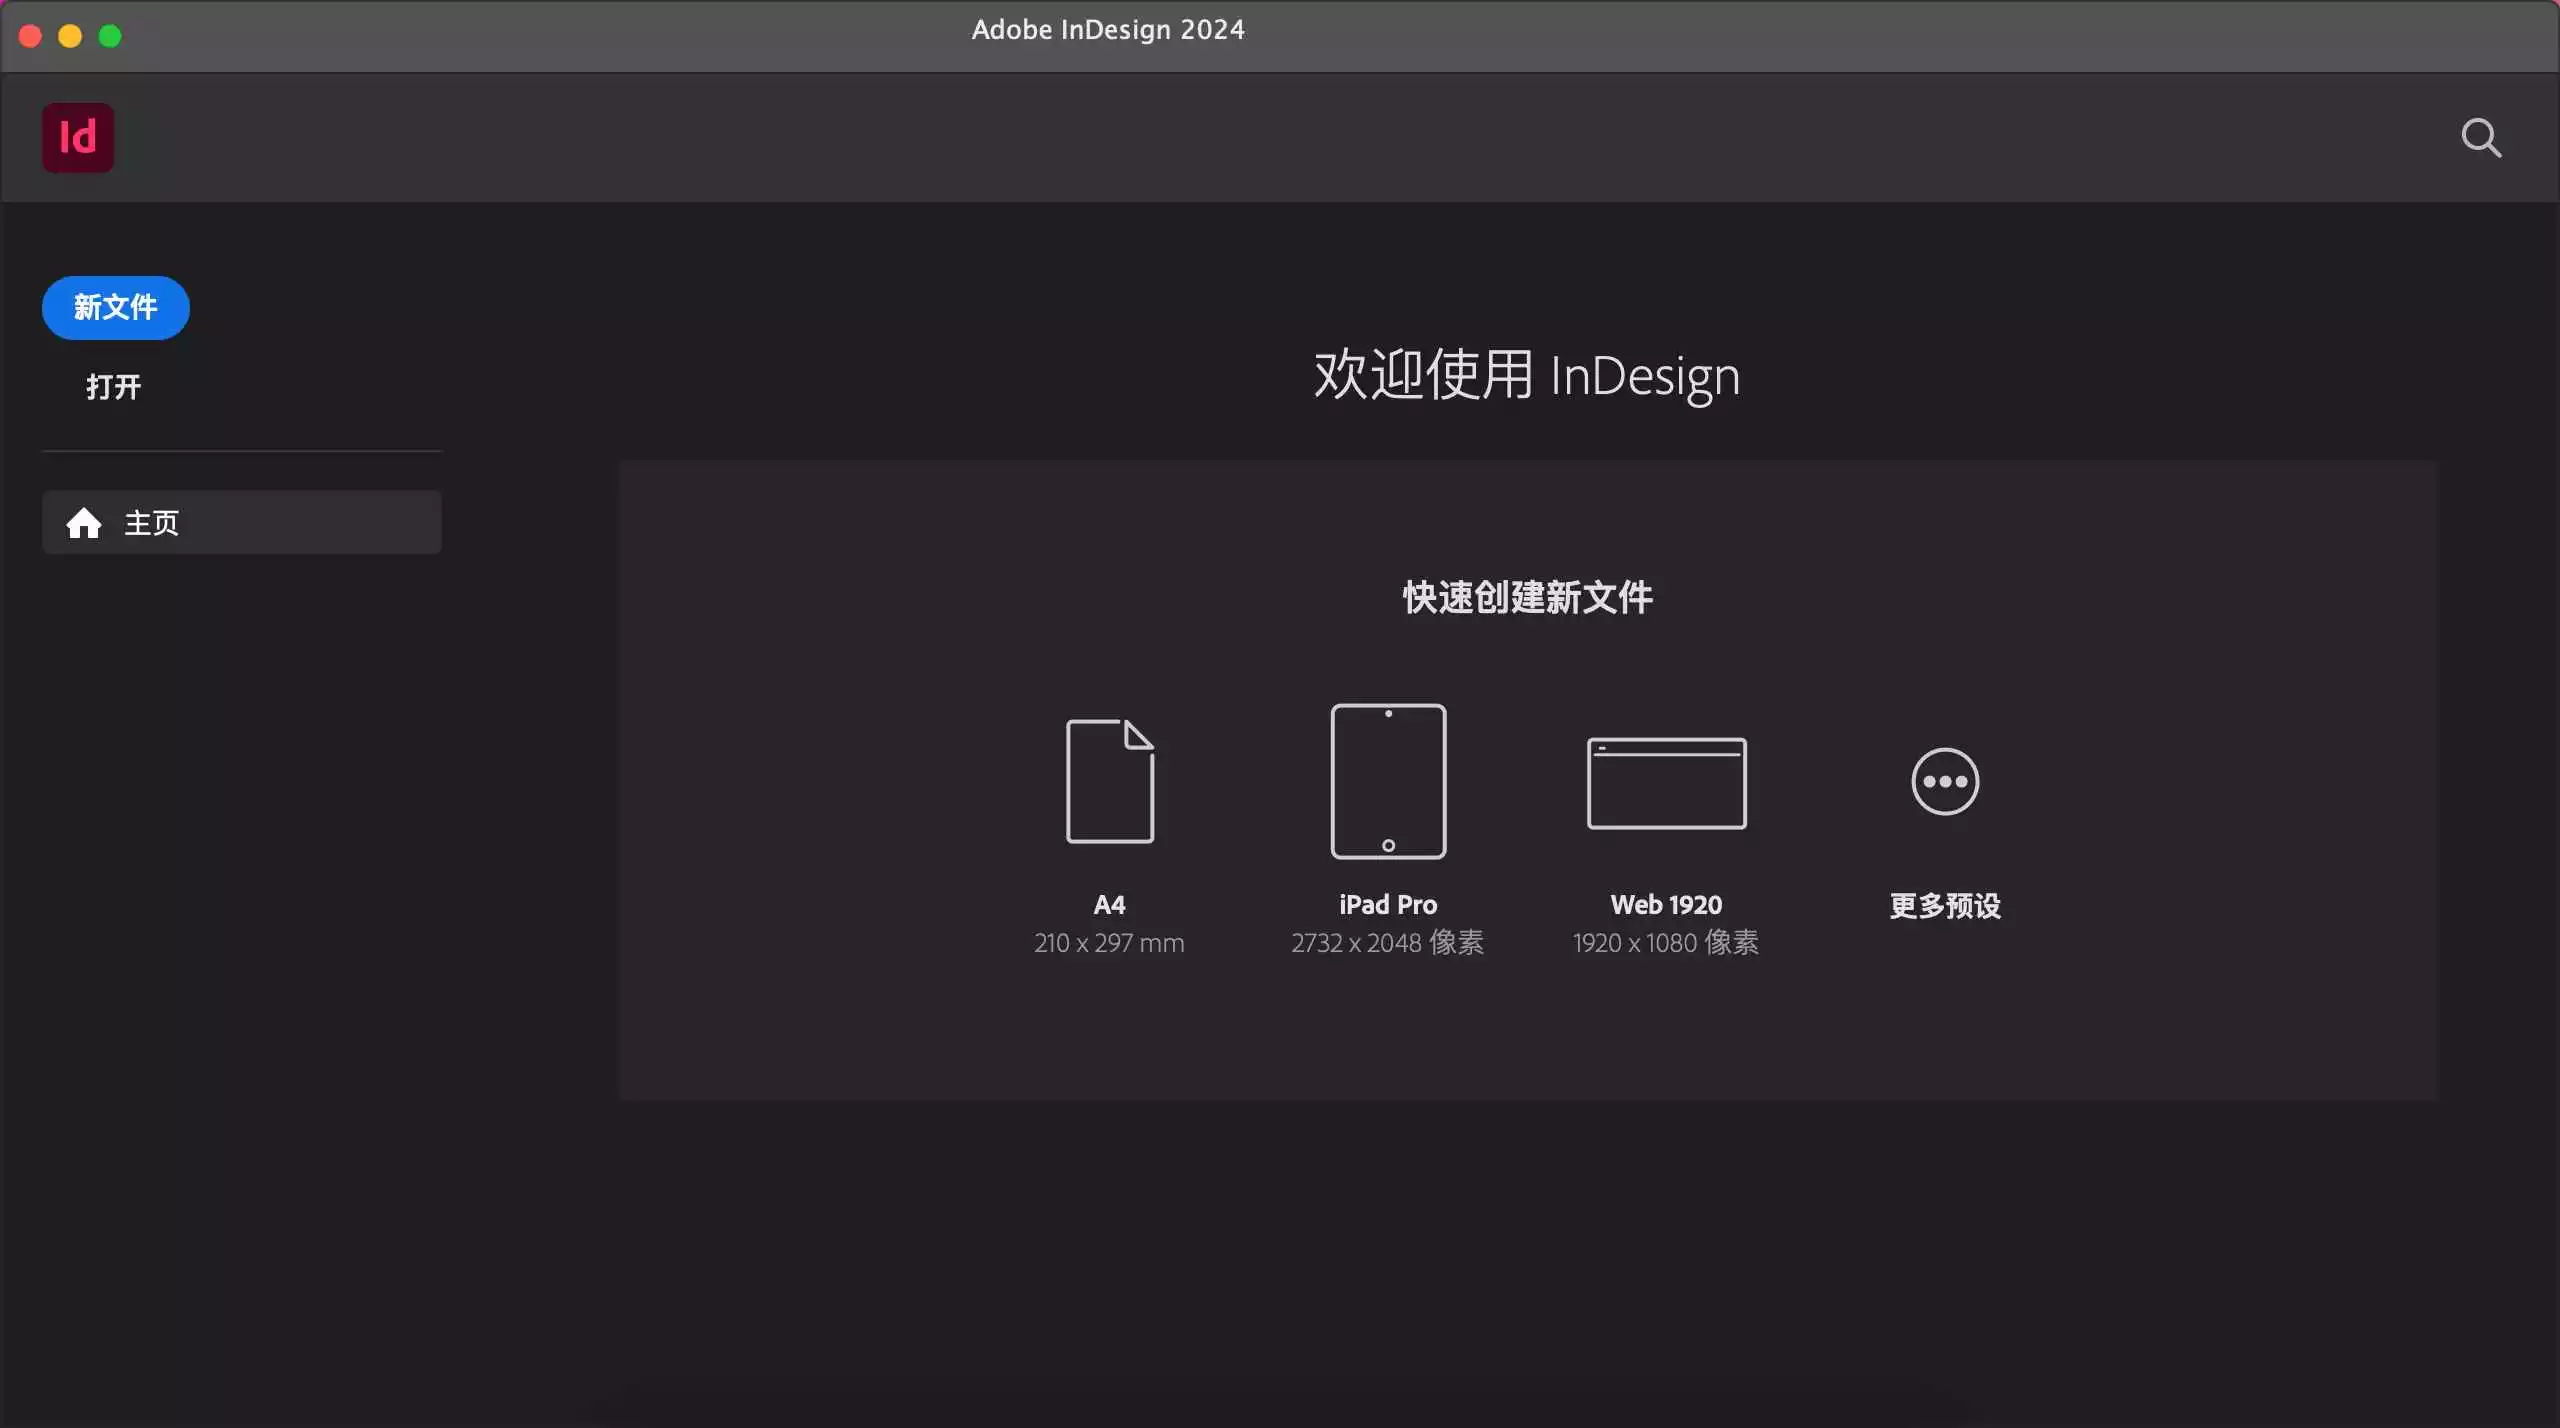 Adobe InDesign 2024
Id
新文件
打开
主页
欢迎使用 InDesign
快速创建新文件
A4
210 x 297 mm
iPad Pro
2732 x 2048 像素
Web 1920
1920 x 1080 像素
更多预设